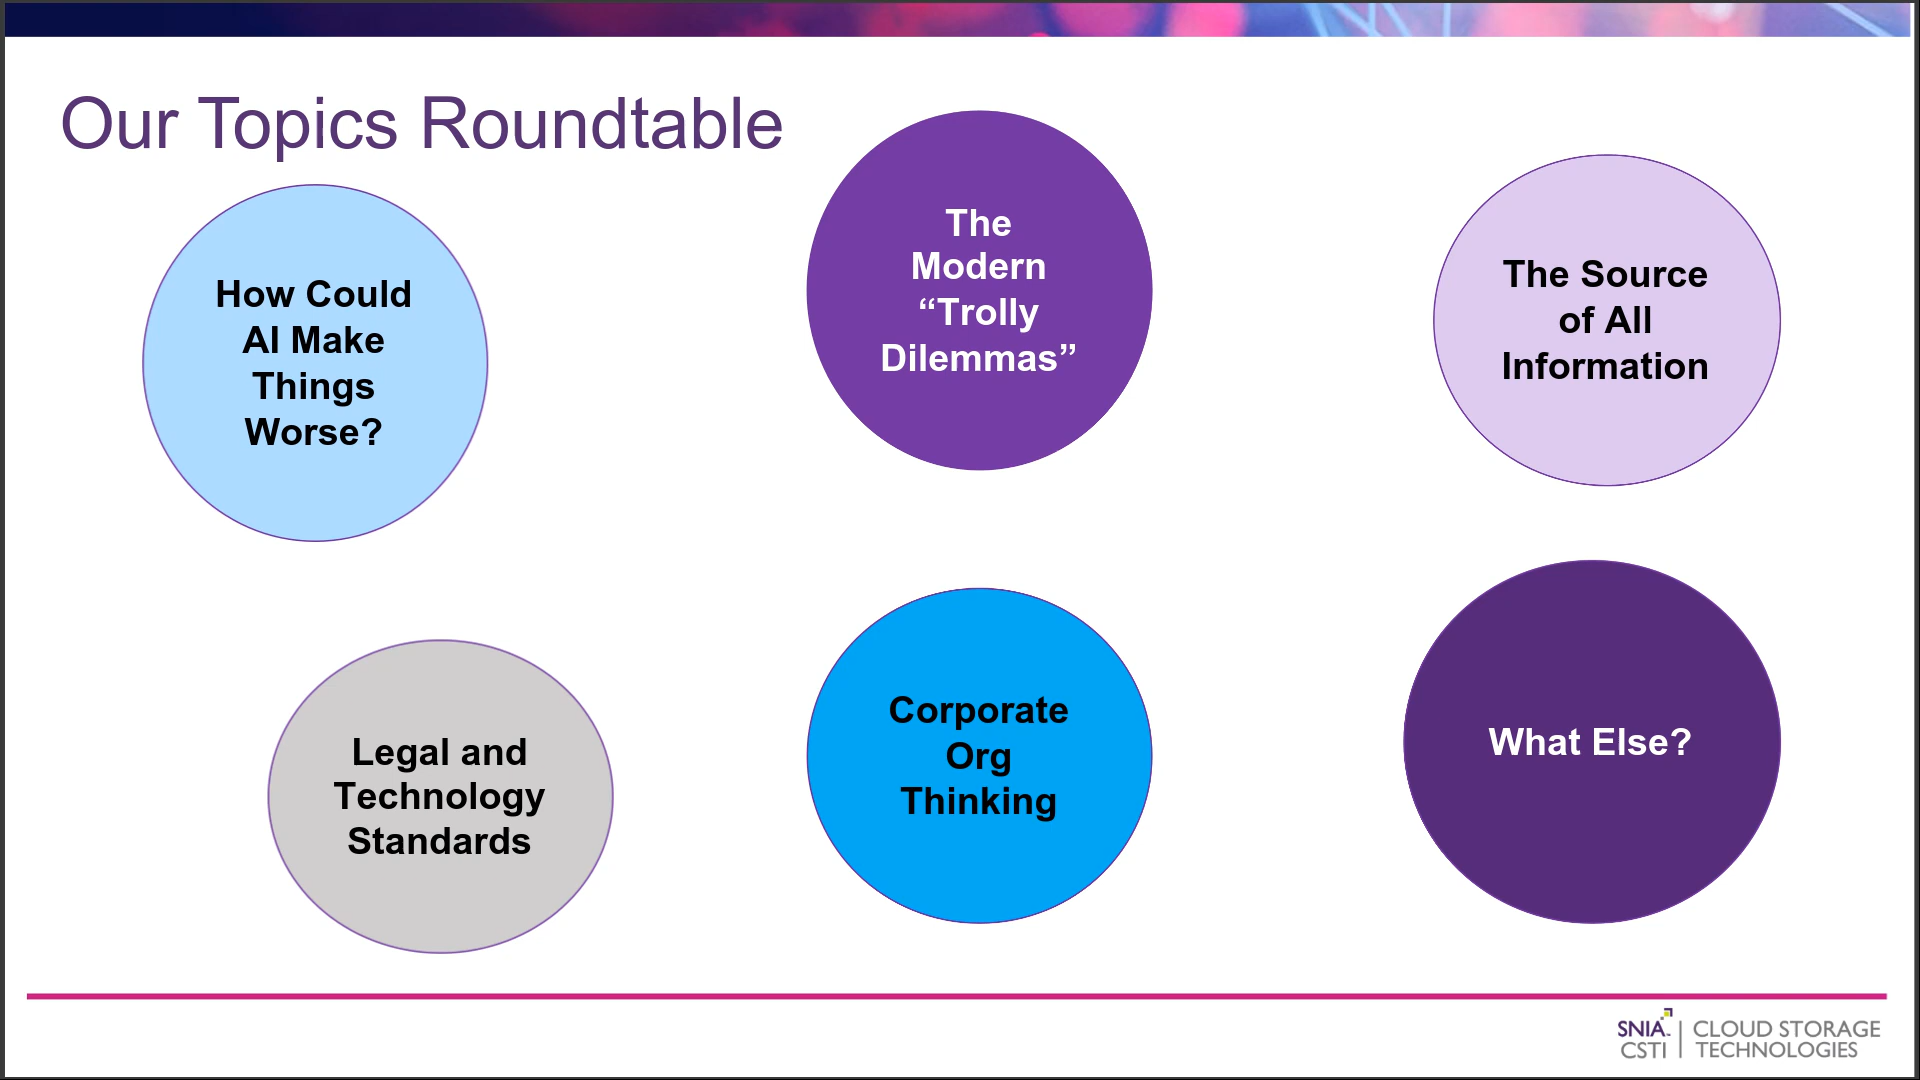 Our Topics Roundtable
How Could
AI Make
Things
Worse?
The
Modern
“Trolly
Dilemmas”
The Source
of All
Information
Legal and
Technology
Standards
Corporate
Org
Thinking
What Else?
SNIA
CSTI
CLOUD STORAGE
TECHNOLOGIES